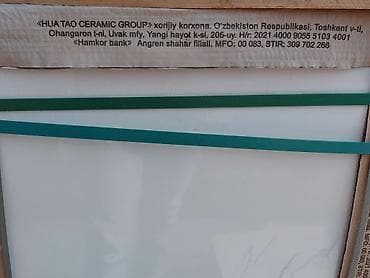 «HUA TAO CERAMIC GROUP» xorijiy korxona. O'zbekiston Respublikasi, Toshkent v-ti,
Ohangaron t-ni, Uvak mfy, Yangi hayot k-si, 205-uy. H/r: 2021 4000 9055 5103 4001
«Hamkor bank» Angren shahar filiali, MFO: 00 083, STIR: 309 702 268